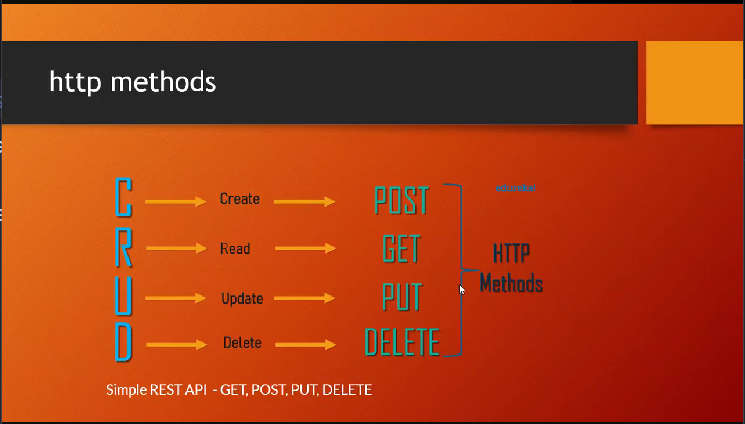 http methods
C Create POST
R Read GET
U Update PUT
D Delete DELETE
HTTP
Methods
Simple REST API - GET, POST, PUT, DELETE